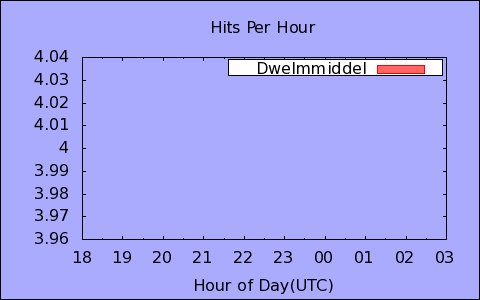 Hits Per Hour
4.04
Dwelmmiddel
4.03
4.02
4.01
4
3.99
3.98
3.97
3.96
18 19 20 21 22 23 00 01 02 03
Hour of Day(UTC)